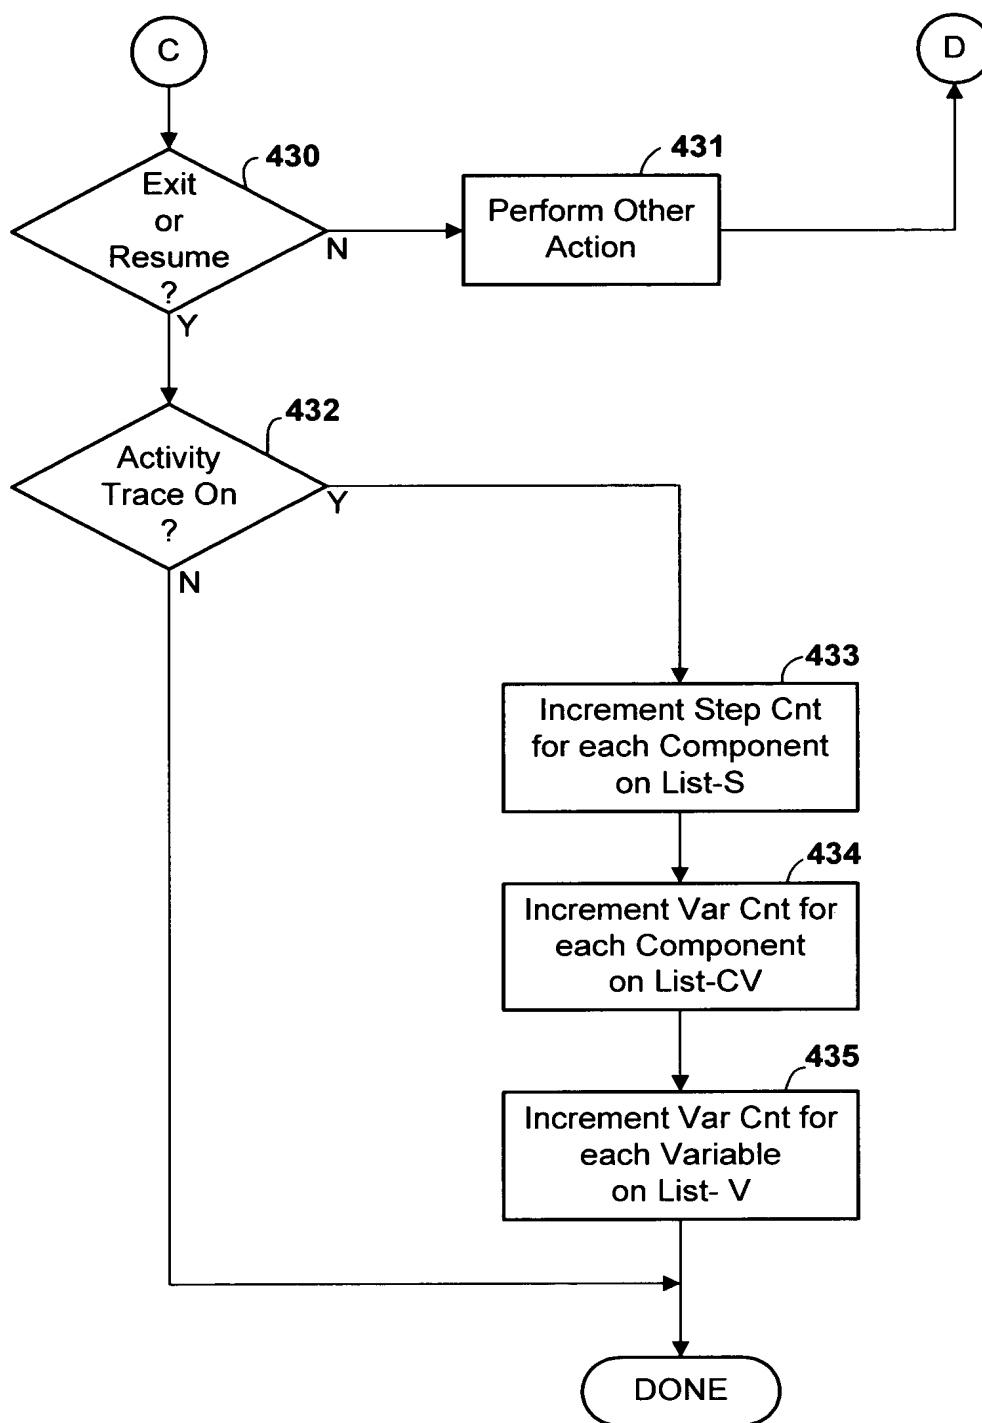 C
D
430
Exit
or
Resume
?
N
Y
431
Perform Other
Action
432
Activity
Trace On
?
Y
N
433
Increment Step Cnt
for each Component
on List-S
434
Increment Var Cnt for
each Component
on List-CV
435
Increment Var Cnt for
each Variable
on List- V
DONE